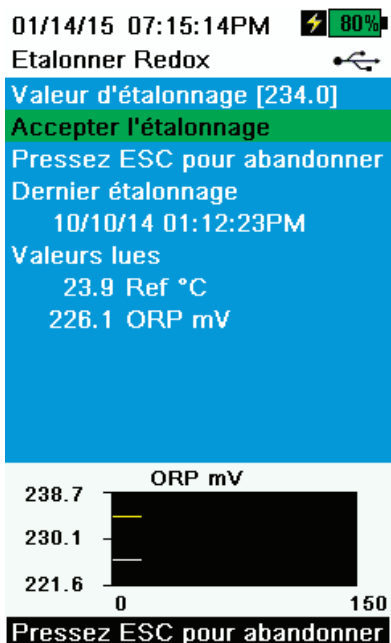 01/14/15 07:15:14PM 80%
Etalonner Redox
Valeur d'étalonnage [234.0]
Accepter l'étalonnage
Pressez ESC pour abandonner
Dernier étalonnage
10/10/14 01:12:23PM
Valeurs lues
23.9 Ref °C
226.1 ORP mV
ORP mV
238.7
230.1
221.6
0 150
Pressez ESC pour abandonner